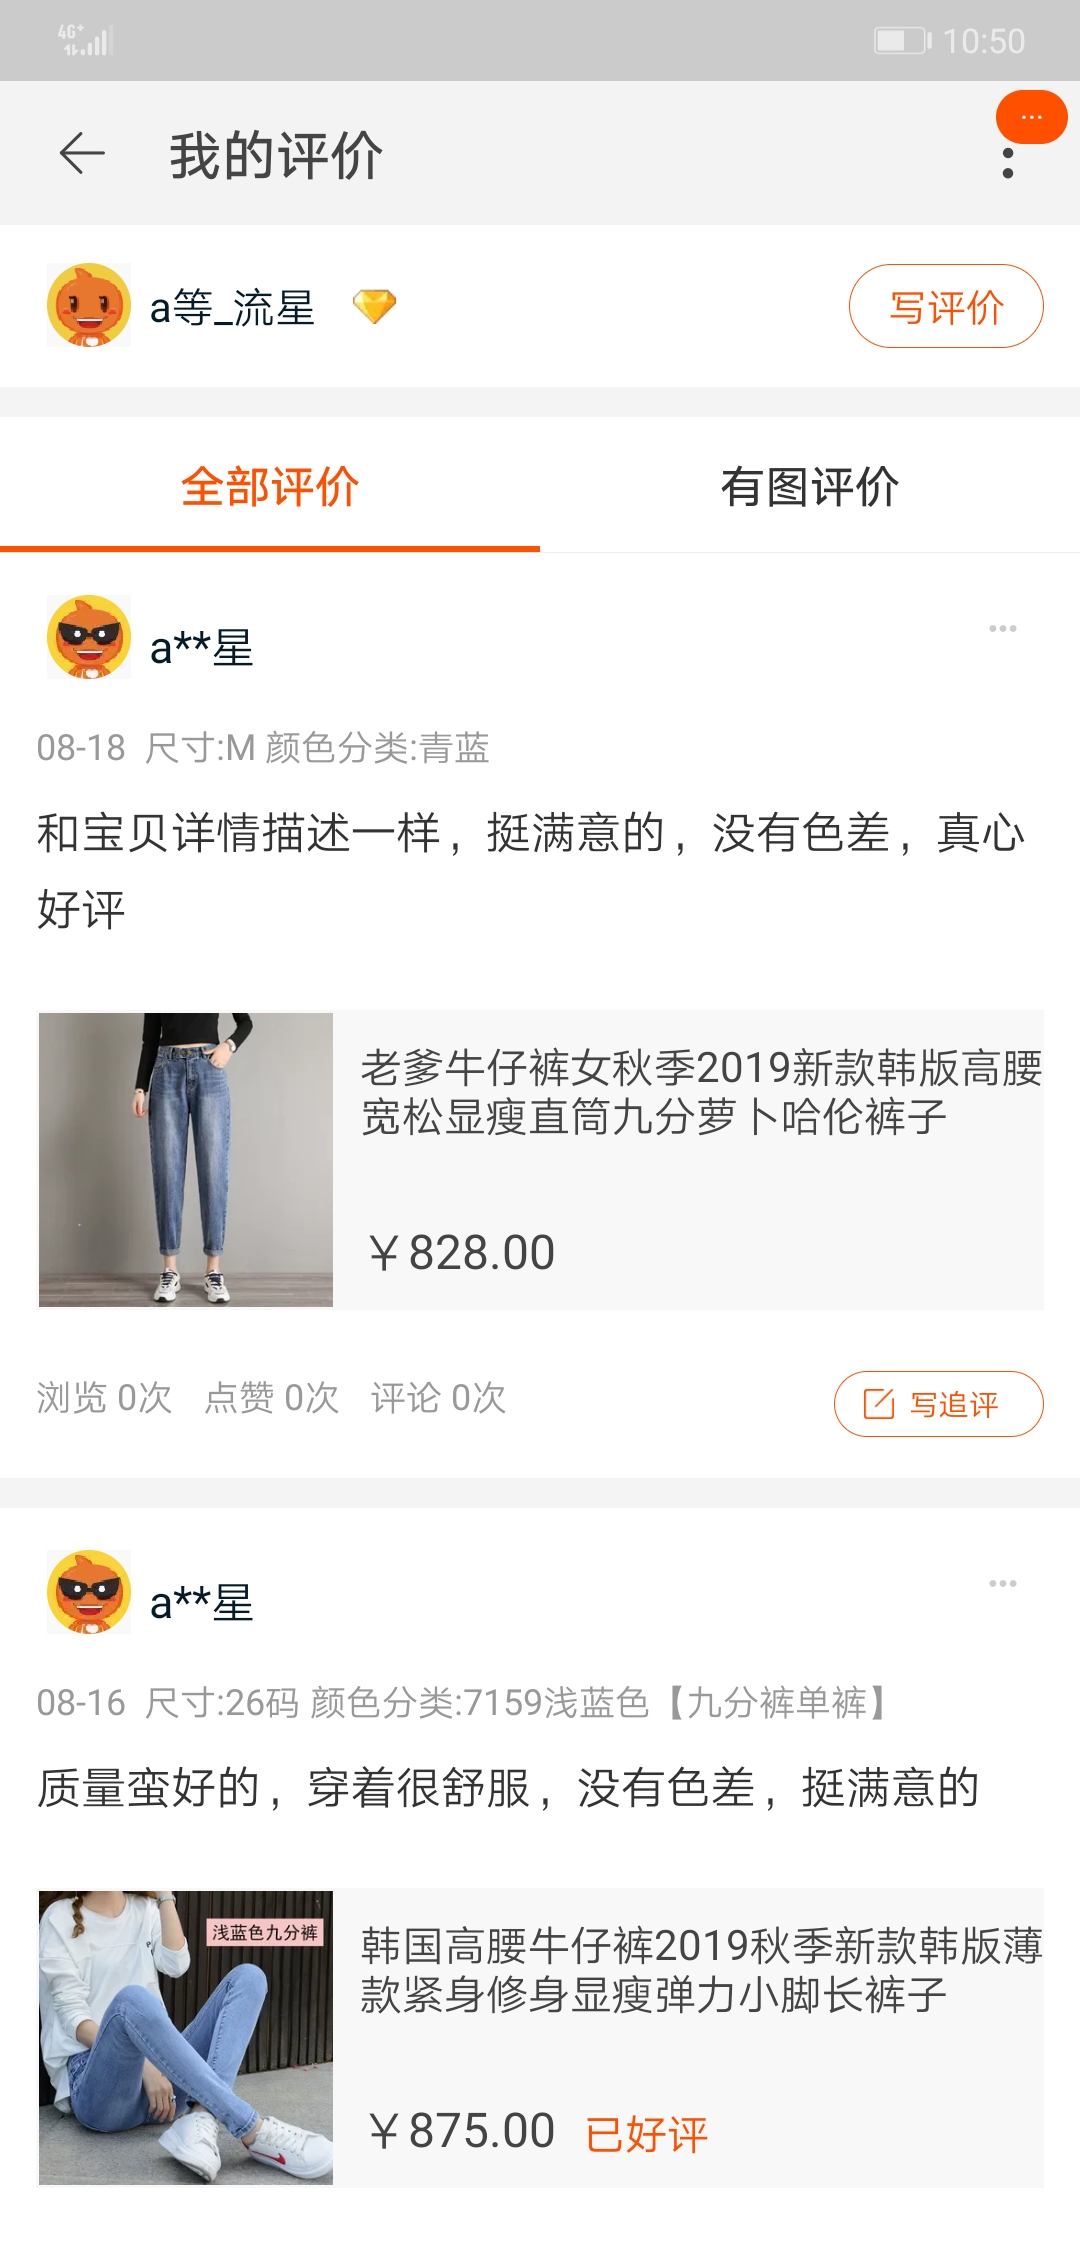 4G+
10:50
我的评价
a等_流星
写评价
全部评价
有图评价
a**星
08-18 尺寸:M 颜色分类:青蓝
和宝贝详情描述一样，挺满意的，没有色差，真心
好评
老爹牛仔裤女秋季2019新款韩版高腰
宽松显瘦直筒九分萝卜哈伦裤子
￥828.00
浏览 0次 点赞 0次 评论 0次
写追评
a**星
08-16 尺寸:26码 颜色分类:7159浅蓝色【九分裤单裤】
质量蛮好的，穿着很舒服，没有色差，挺满意的
浅蓝色九分裤
韩国高腰牛仔裤2019秋季新款韩版薄
款紧身修身显瘦弹力小脚长裤子
￥875.00 已好评